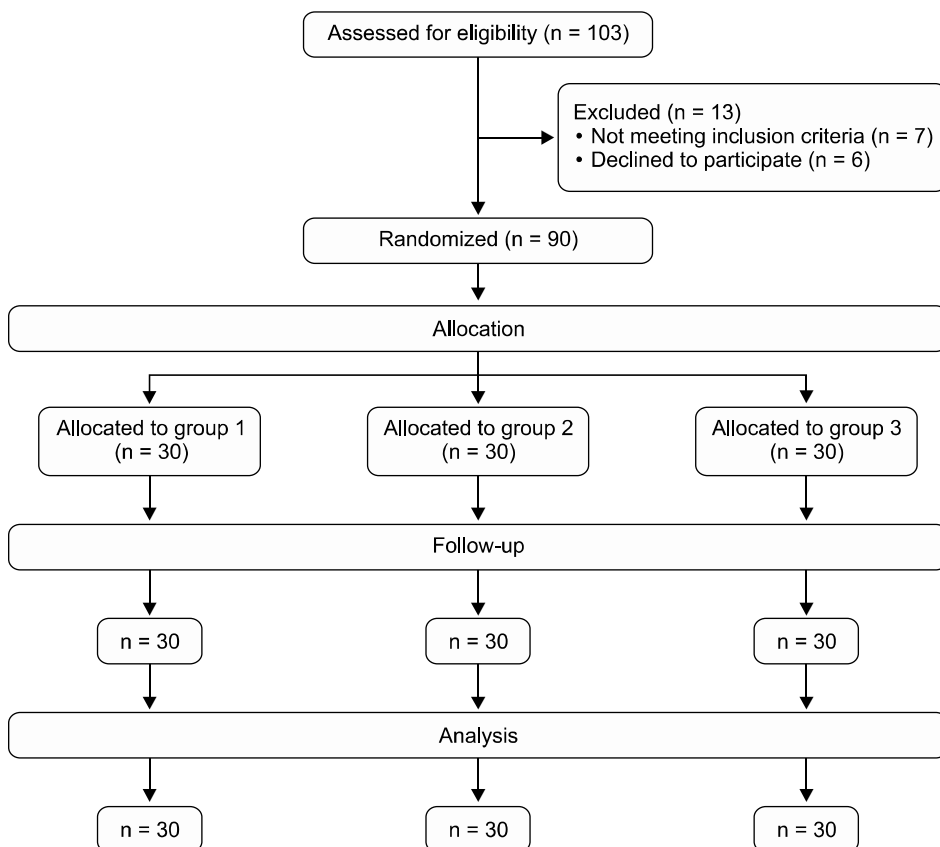 Assessed for eligibility (n = 103)
Excluded (n = 13)
• Not meeting inclusion criteria (n = 7)
• Declined to participate (n = 6)
Randomized (n = 90)
Allocation
Allocated to group 1
(n = 30)
Allocated to group 2
(n = 30)
Allocated to group 3
(n = 30)
Follow-up
n = 30
n = 30
n = 30
Analysis
n = 30
n = 30
n = 30